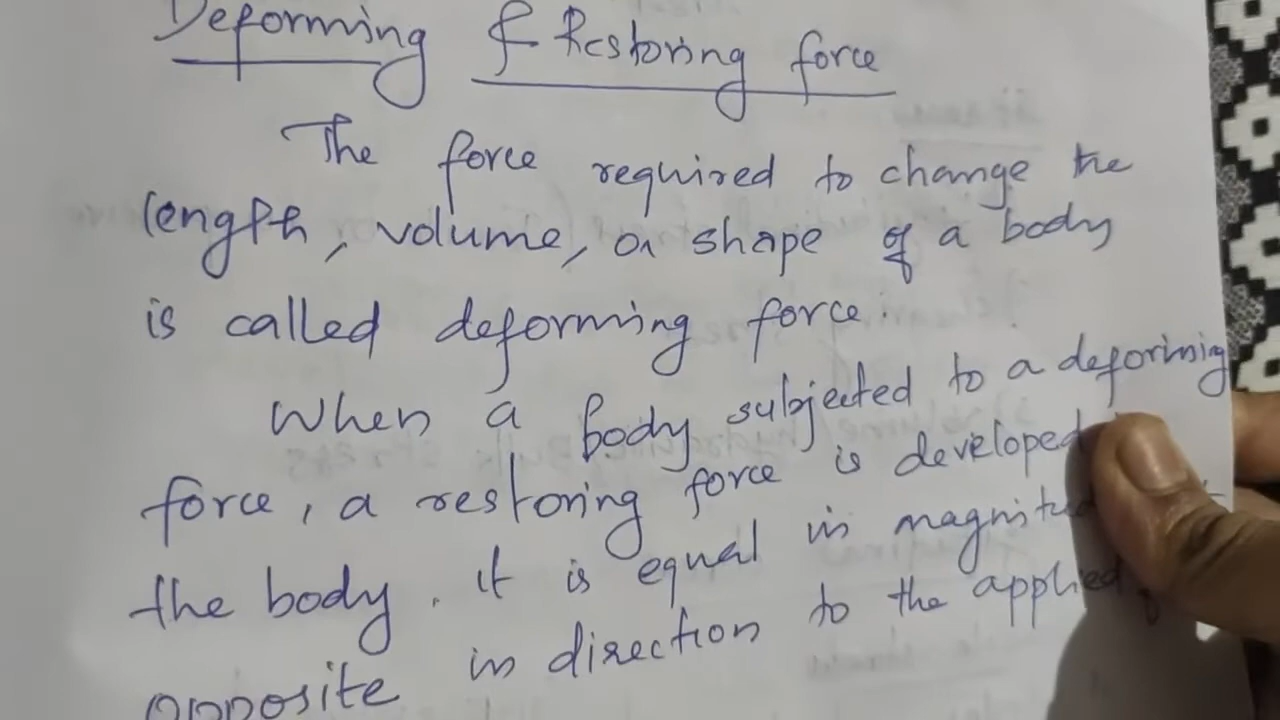 Deforming & Restoring force
The force required to change the
length, volume, or shape of a body
is called deforming force.
When a body subjected to a deforming
force, a restoring force is developed
the body. it is equal in
opposite in direction to the applied